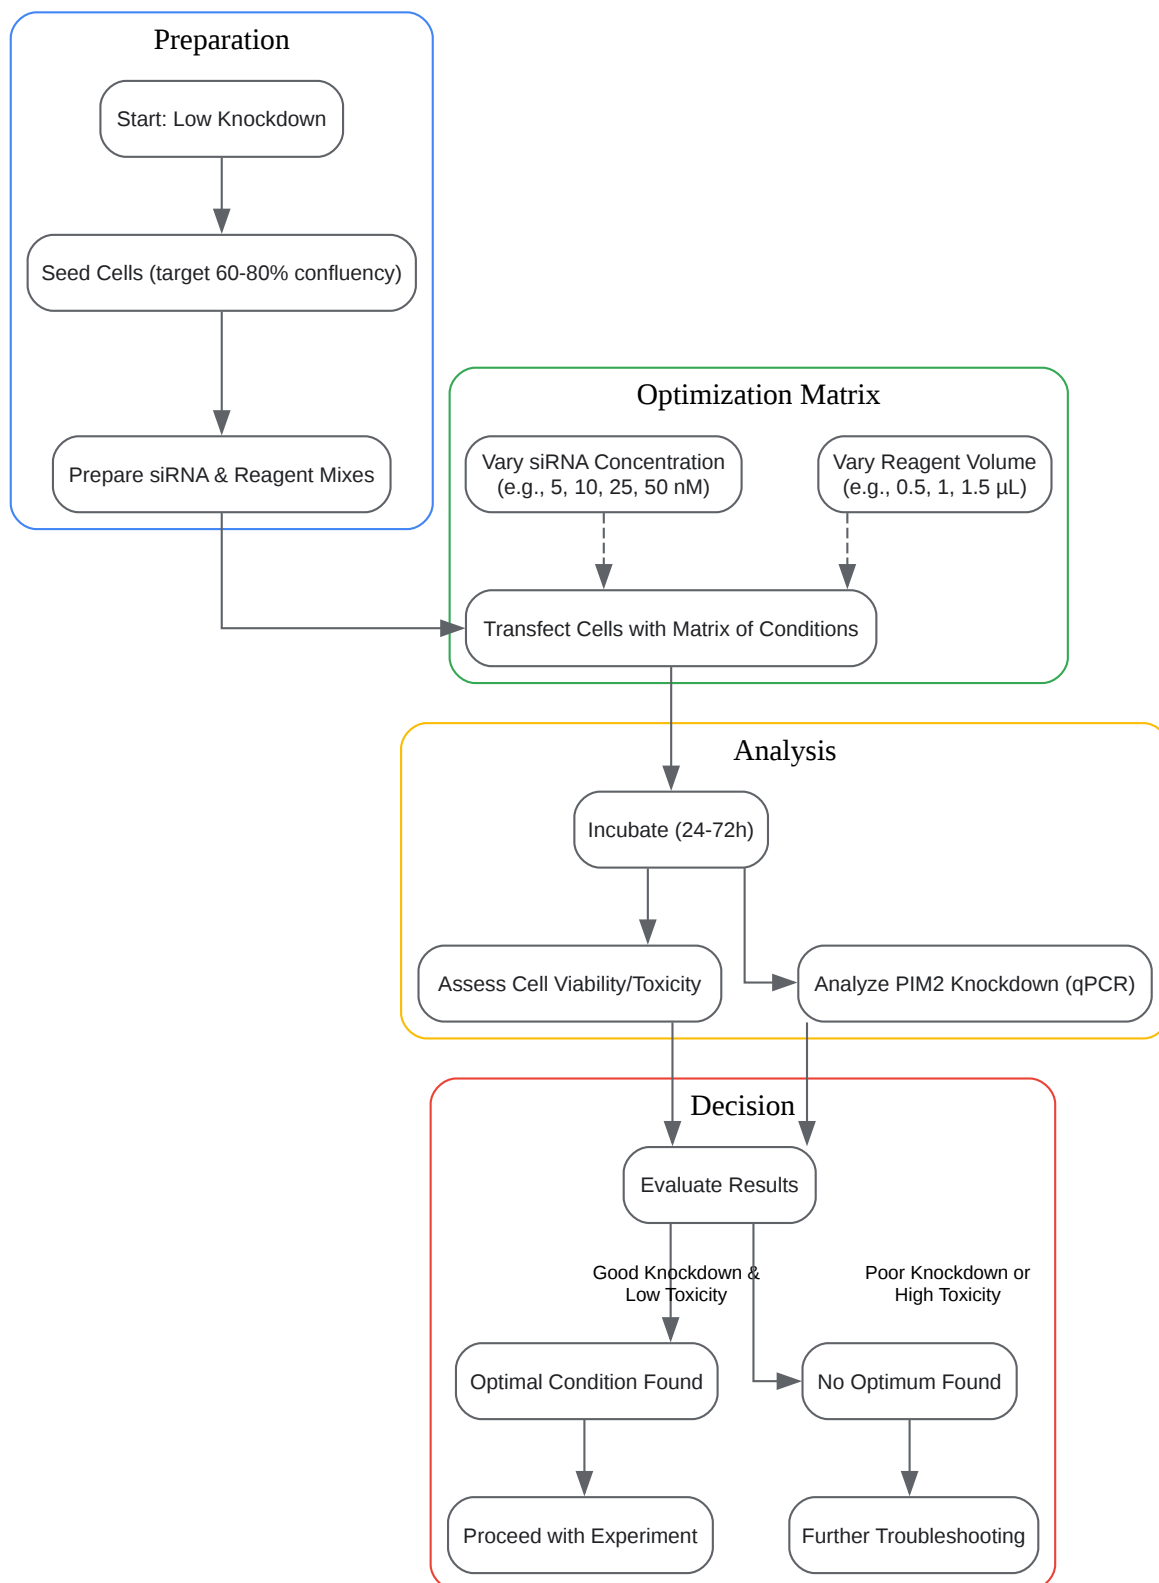 Preparation
Start: Low Knockdown
Seed Cells (target 60-80% confluency)
Prepare siRNA & Reagent Mixes
Optimization Matrix
Vary siRNA Concentration
(e.g., 5, 10, 25, 50 nM)
Vary Reagent Volume
(e.g., 0.5, 1, 1.5 µL)
Transfect Cells with Matrix of Conditions
Analysis
Incubate (24-72h)
Assess Cell Viability/Toxicity
Analyze PIM2 Knockdown (qPCR)
Decision
Evaluate Results
Good Knockdown &
Low Toxicity
Poor Knockdown or
High Toxicity
Optimal Condition Found
No Optimum Found
Proceed with Experiment
Further Troubleshooting